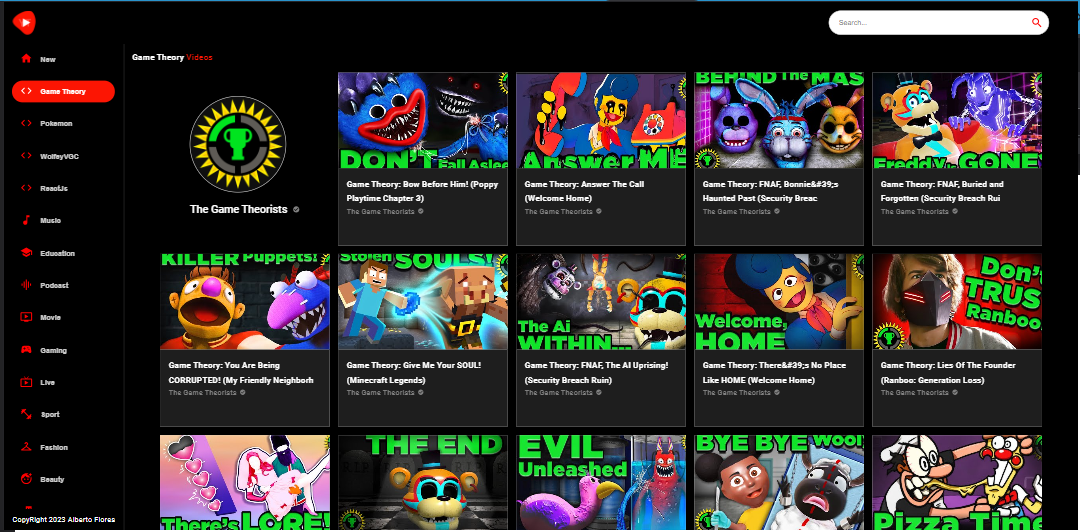 Search...
New
Game Theory
Pokemon
WolfeyVGC
ReactJs
Music
Education
Podcast
Movie
Gaming
Live
Sport
Fashion
Beauty
CopyRight 2023 Alberto Flores
Game Theory Videos
The Game Theorists
DON'T Fall Aslee
Game Theory: Bow Before Him! (Poppy
Playtime Chapter 3)
The Game Theorists
Answer ME
Game Theory: Answer The Call
(Welcome Home)
The Game Theorists
BEHIND The MAS
Game Theory: FNAF, Bonnie&#39;s
Haunted Past (Security Breac
The Game Theorists
Freddy, GONE
Game Theory: FNAF, Buried and
Forgotten (Security Breach Rui
The Game Theorists
KILLER Puppets!
Game Theory: You Are Being
CORRUPTED! (My Friendly Neighborh
The Game Theorists
Stolen SOULS!
Game Theory: Give Me Your SOUL!
(Minecraft Legends)
The Game Theorists
The Ai
WITHIN...
Game Theory: FNAF, The AI Uprising!
(Security Breach Ruin)
The Game Theorists
Welcome,
HOME
Game Theory: There&#39;s No Place
Like HOME (Welcome Home)
The Game Theorists
Don't
TRUS
Ranboo
Game Theory: Lies Of The Founder
(Ranboo: Generation Loss)
The Game Theorists
There's LORE!
THE END
EVIL
Unleashed
BYE BYE Wooly
Pizza Time